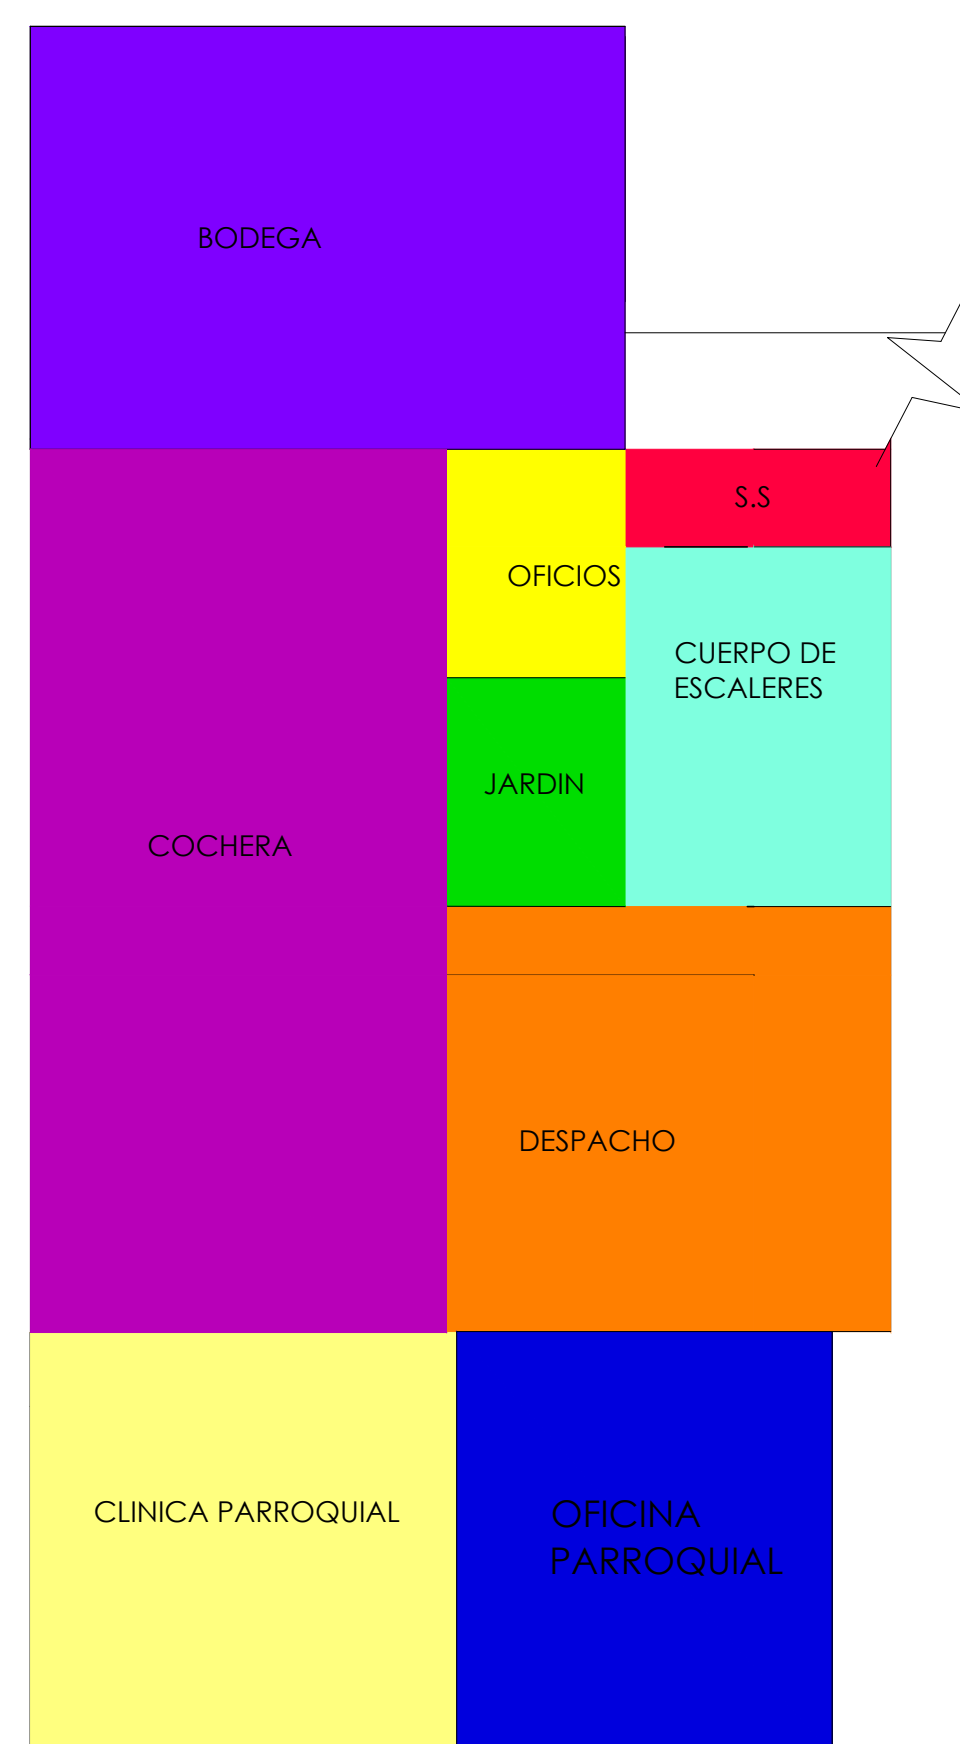 BODEGA
S.S
OFICIOS
CUERPO DE
ESCALERES
JARDIN
COCHERA
DESPACHO
CLINICA PARROQUIAL
OFICINA
PARROQUIAL